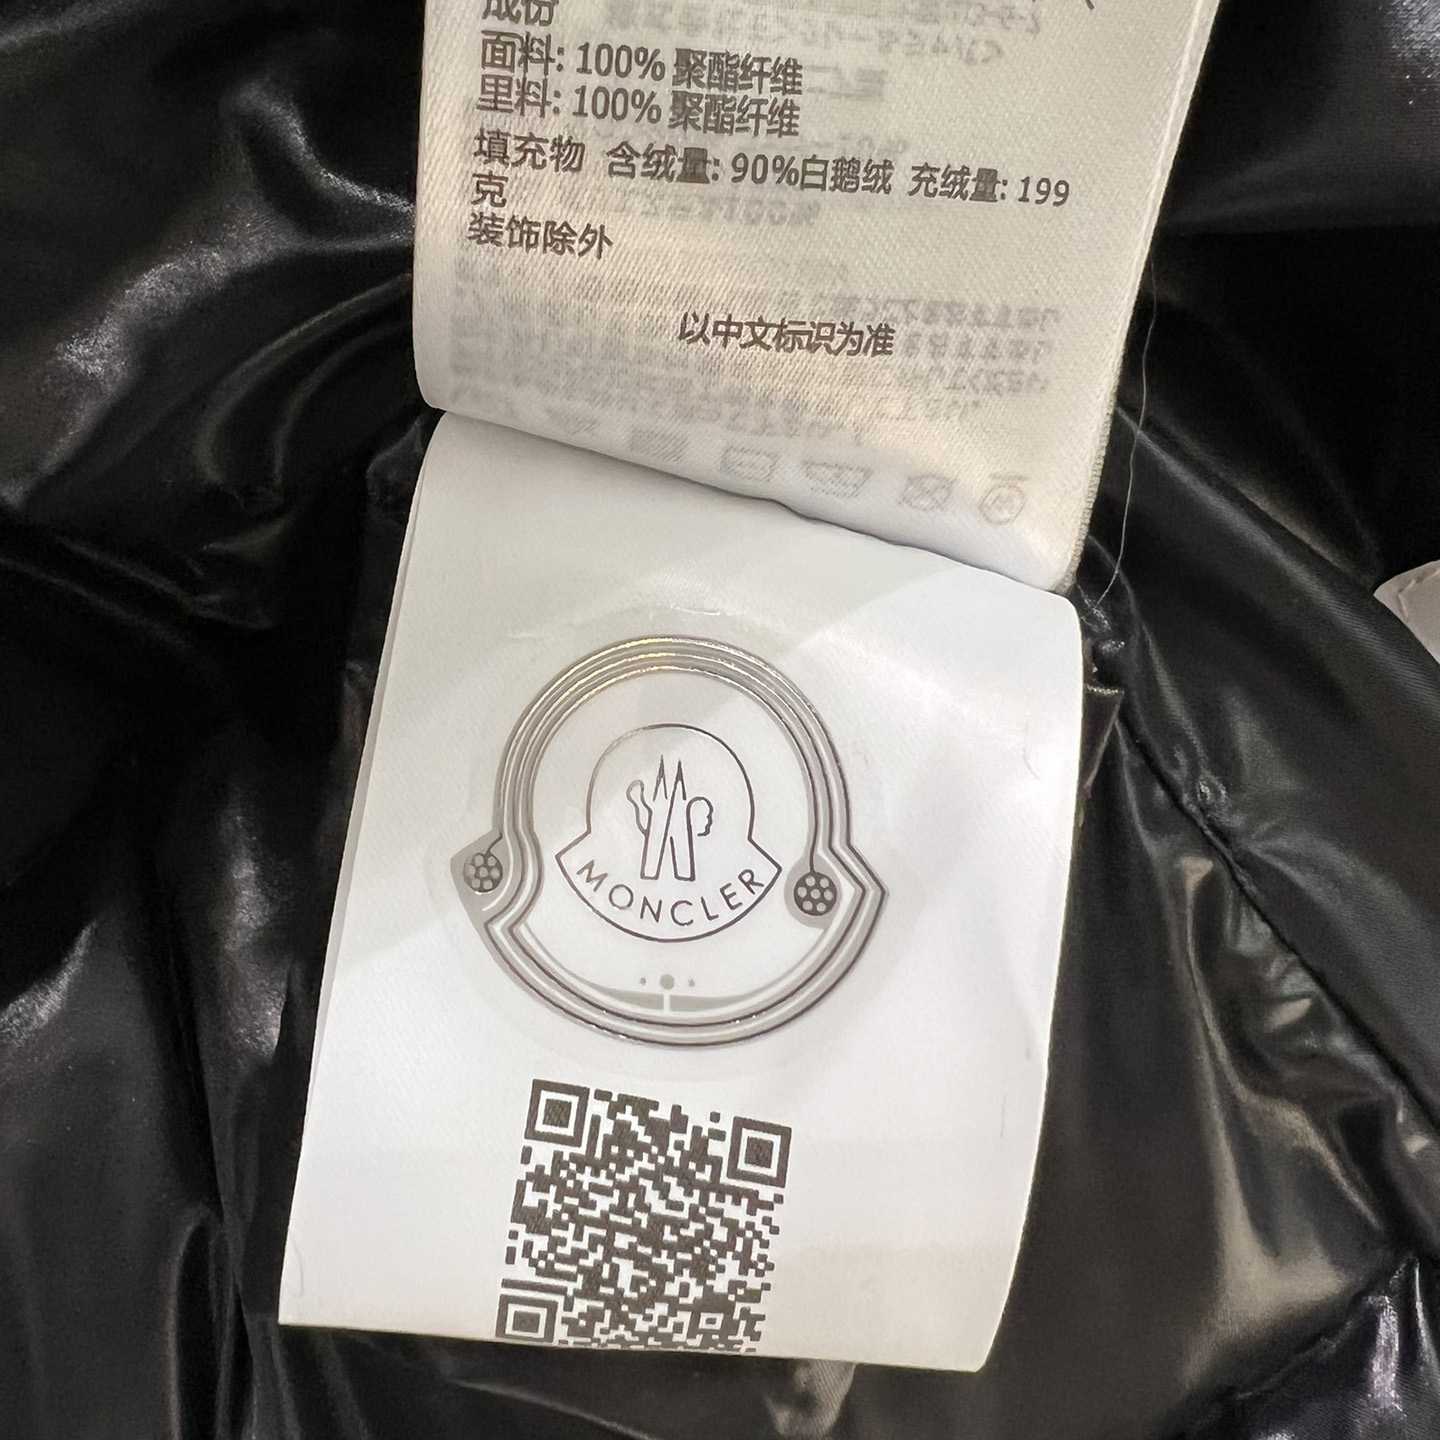 成份
面料: 100% 聚酯纤维
里料: 100% 聚酯纤维
填充物 含绒量: 90%白鹅绒 充绒量: 199
克
装饰除外
以中文标识为准
MONCLER